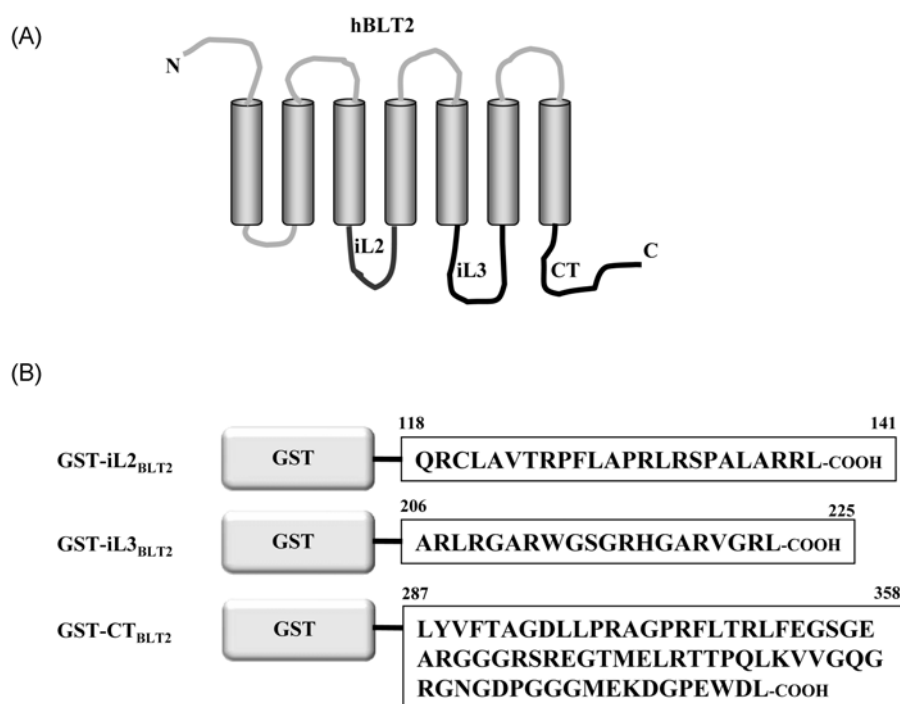 (A)
hBLT2
N
iL2
iL3
CT
C
(B)
118 141
GST-iL2BLT2 GST QRCLAVTRPFLAPRLRSPALARRL-COOH
206 225
GST-iL3BLT2 GST ARLRGARWGSGRHGARVGRL-COOH
287 358
GST-CTBLT2 GST LYVFTAGDLLPRAGPRFLTRLFEGSGE
ARGGGRSREGTMELRTTPQLKVVGQG
RGNGDPGGGMEKDGPEWDL-COOH